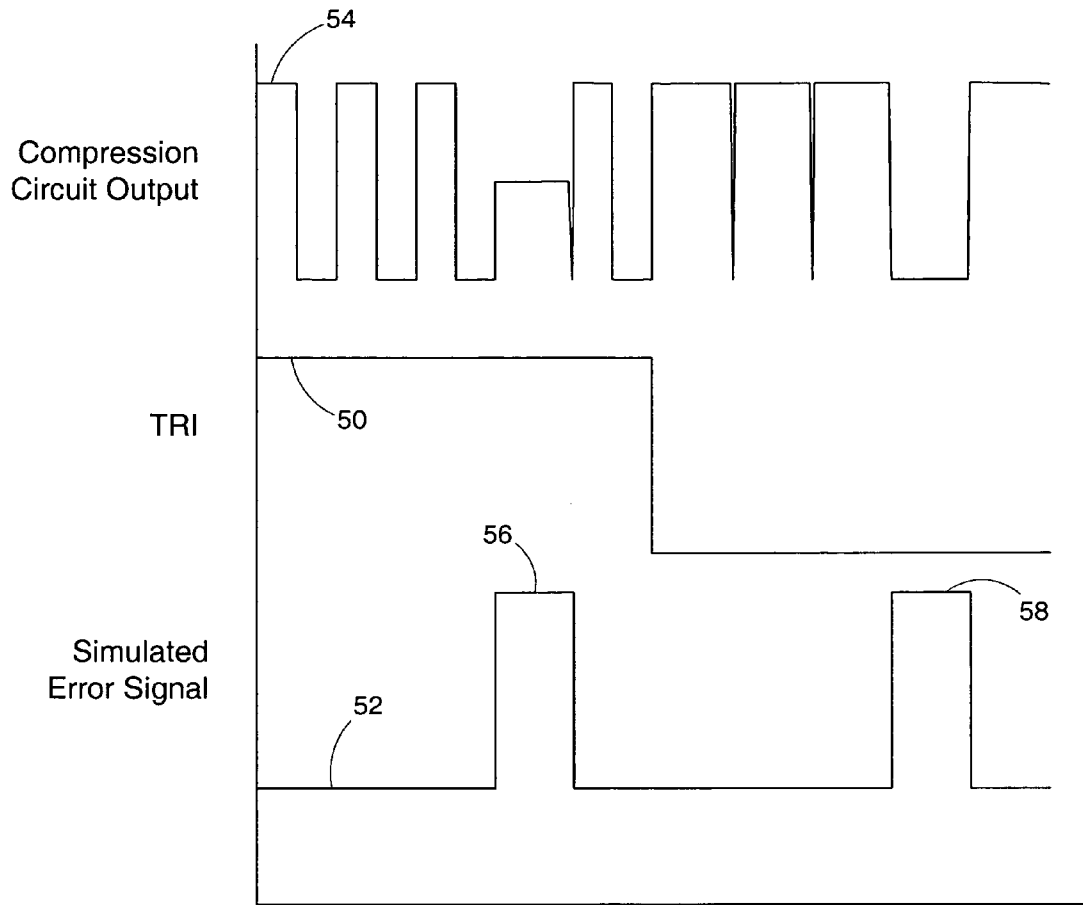 54
Compression
Circuit Output
50
TRI
56
58
Simulated
Error Signal
52